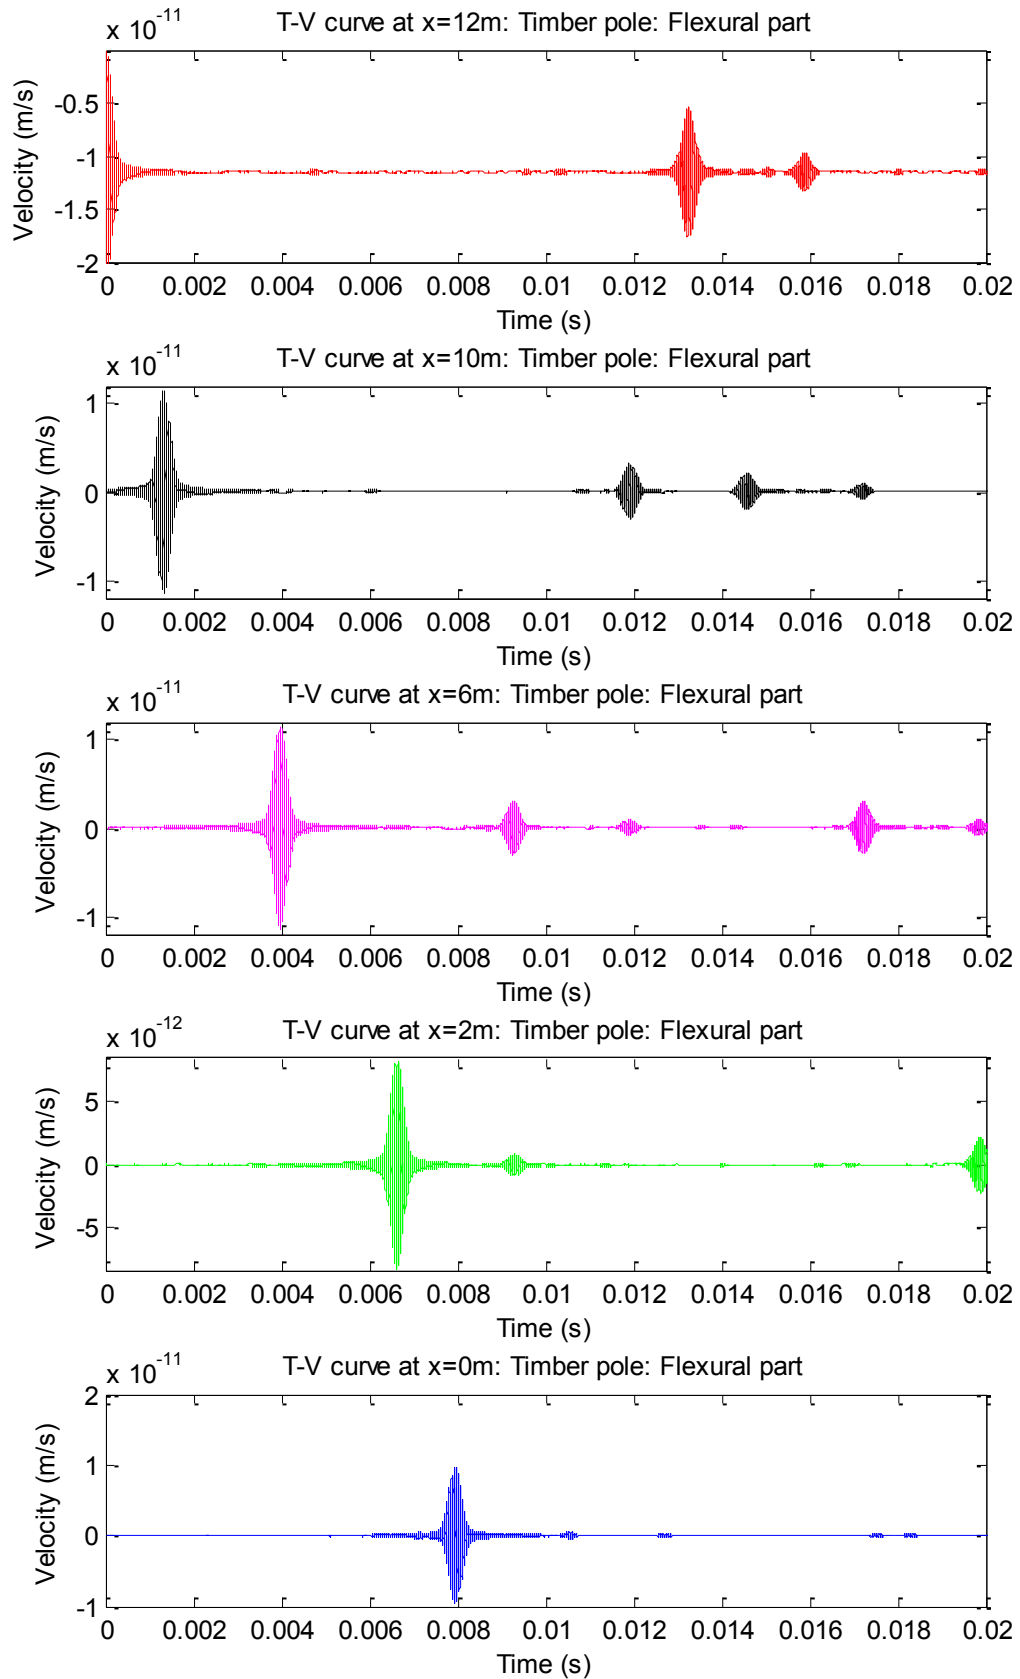 x 10-11
T-V curve at x=12m: Timber pole: Flexural part
Velocity (m/s)
-0.5
-1
-1.5
-2
0 0.002 0.004 0.006 0.008 0.01 0.012 0.014 0.016 0.018 0.02
Time (s)
x 10-11
T-V curve at x=10m: Timber pole: Flexural part
Velocity (m/s)
1
0
-1
0 0.002 0.004 0.006 0.008 0.01 0.012 0.014 0.016 0.018 0.02
Time (s)
x 10-11
T-V curve at x=6m: Timber pole: Flexural part
Velocity (m/s)
1
0
-1
0 0.002 0.004 0.006 0.008 0.01 0.012 0.014 0.016 0.018 0.02
Time (s)
x 10-12
T-V curve at x=2m: Timber pole: Flexural part
Velocity (m/s)
5
0
-5
0 0.002 0.004 0.006 0.008 0.01 0.012 0.014 0.016 0.018 0.02
Time (s)
x 10-11
T-V curve at x=0m: Timber pole: Flexural part
Velocity (m/s)
2
1
0
-1
0 0.002 0.004 0.006 0.008 0.01 0.012 0.014 0.016 0.018 0.02
Time (s)